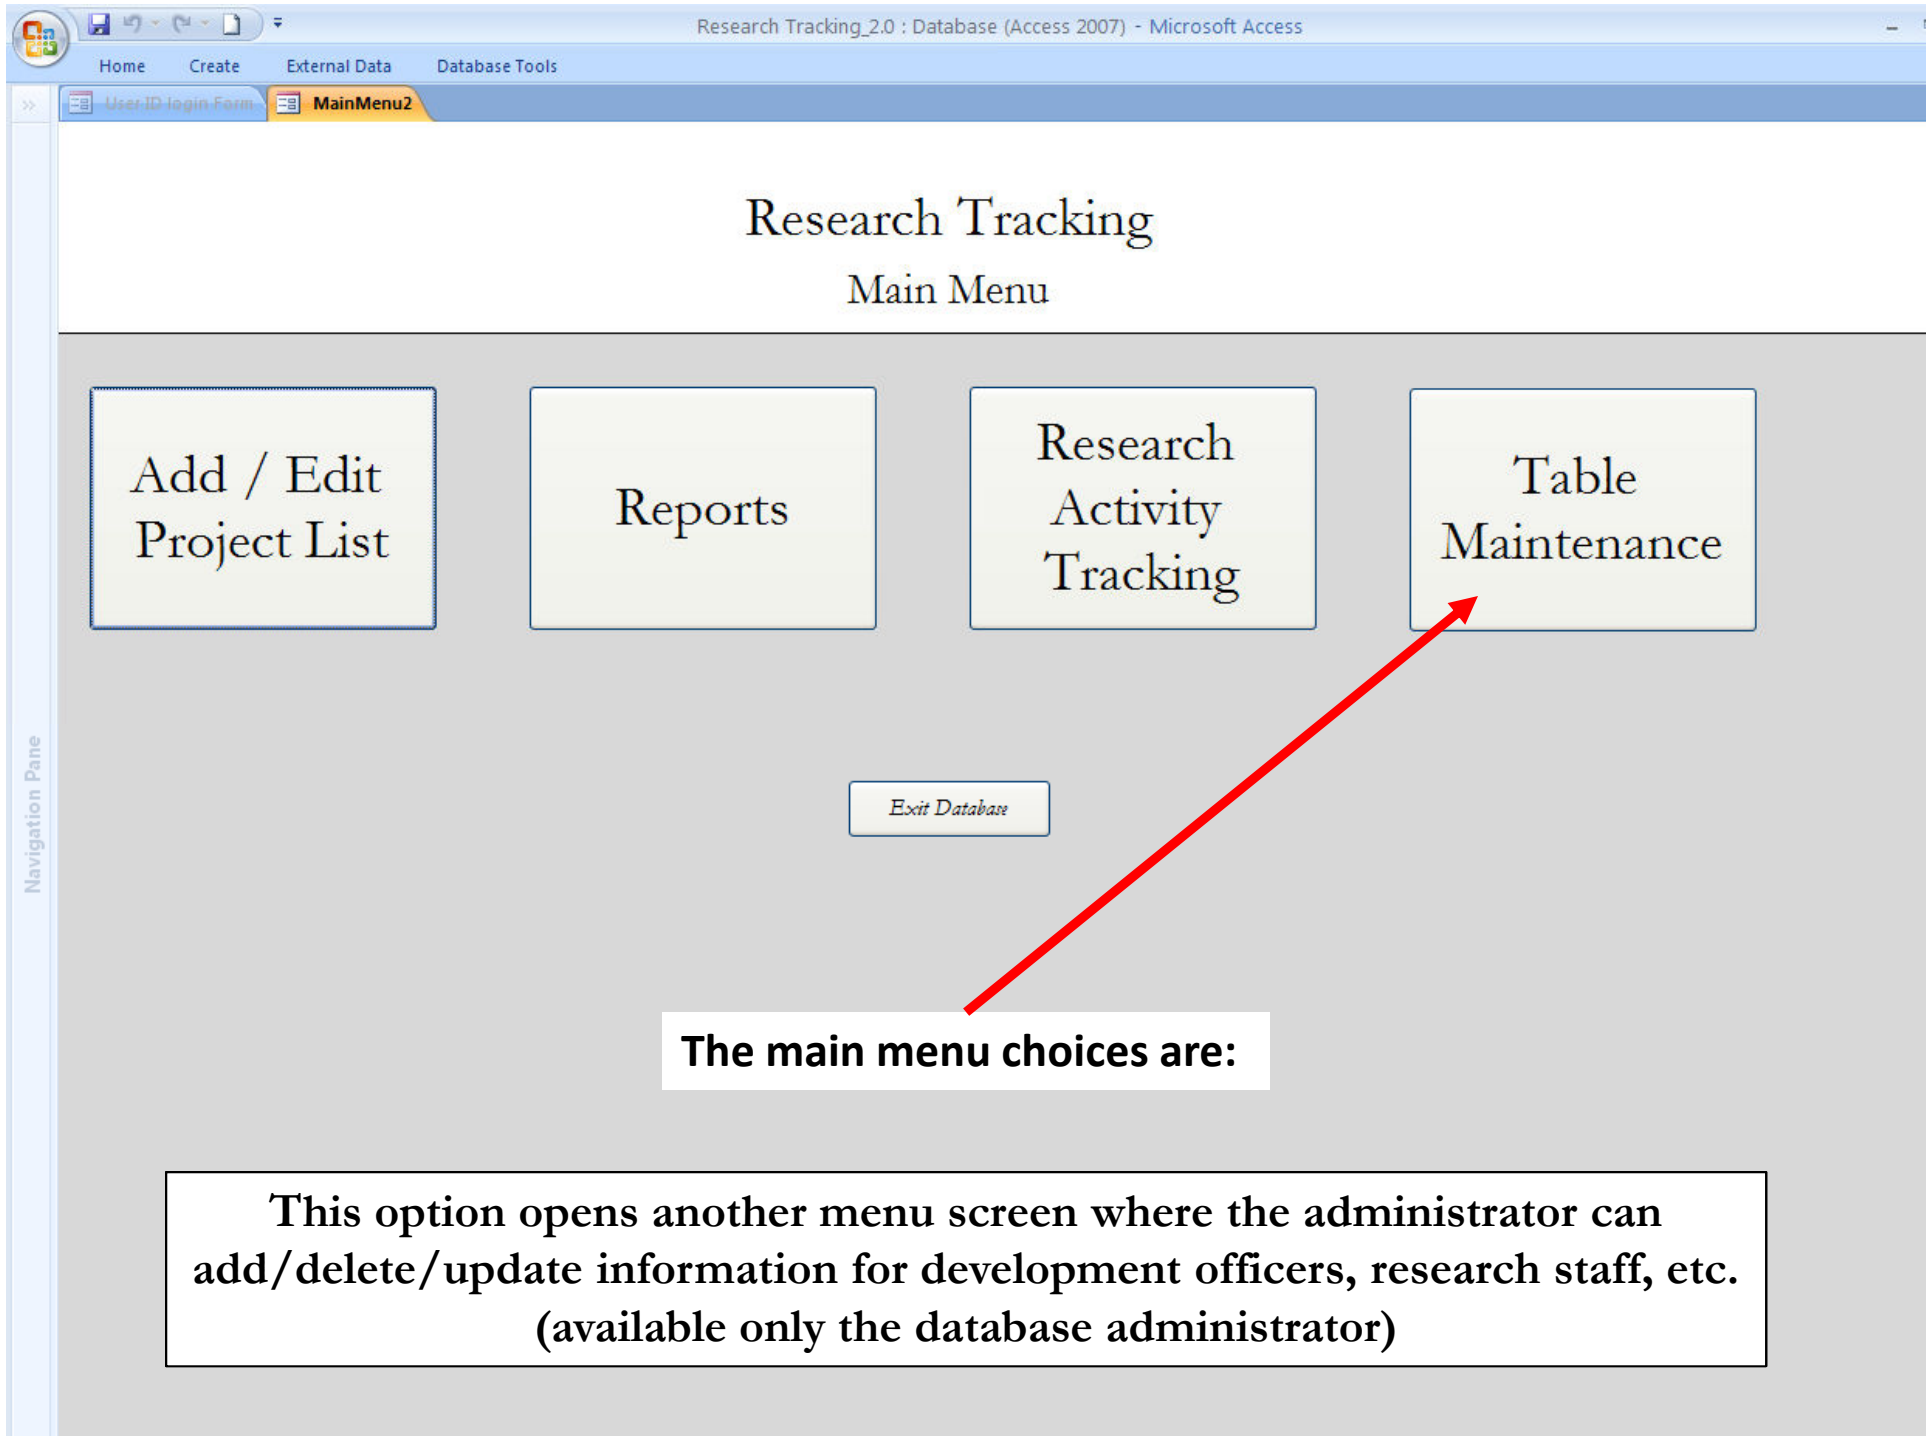 Research Tracking_2.0 : Database (Access 2007) - Microsoft Access
Home Create External Data Database Tools
User ID login Form MainMenu2
Research Tracking
Main Menu
Add / Edit
Project List
Reports
Research
Activity
Tracking
Table
Maintenance
Exit Database
Navigation Pane
The main menu choices are:
This option opens another menu screen where the administrator can
add/delete/update information for development officers, research staff, etc.
(available only the database administrator)